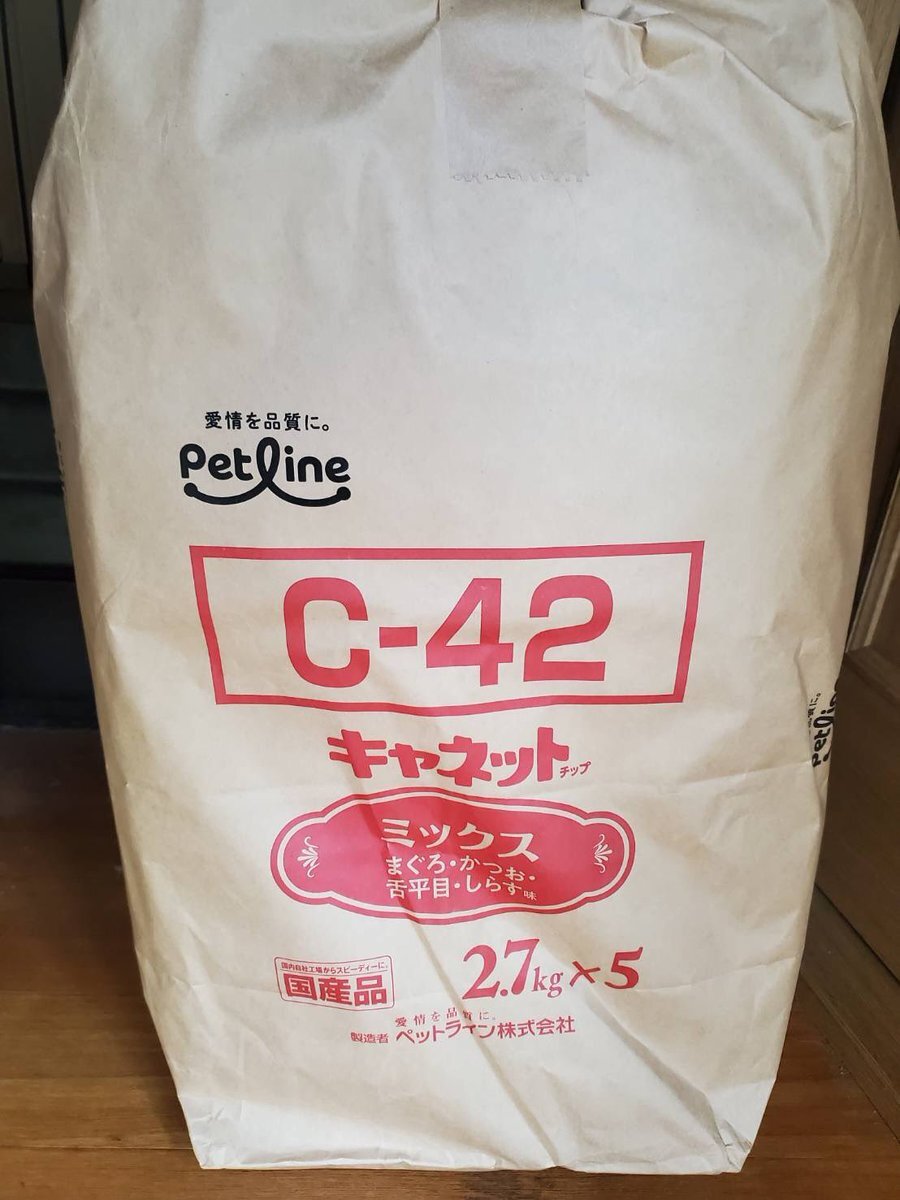 愛情を品質に。
Petline
C-42
キャネットチップ
ミックス
まぐろ・かつお・
舌平目・しらす味
国内自社工場からスピーディーに。
国産品
2.7kg×5
愛情を品質に。
製造者 ペットライン株式会社